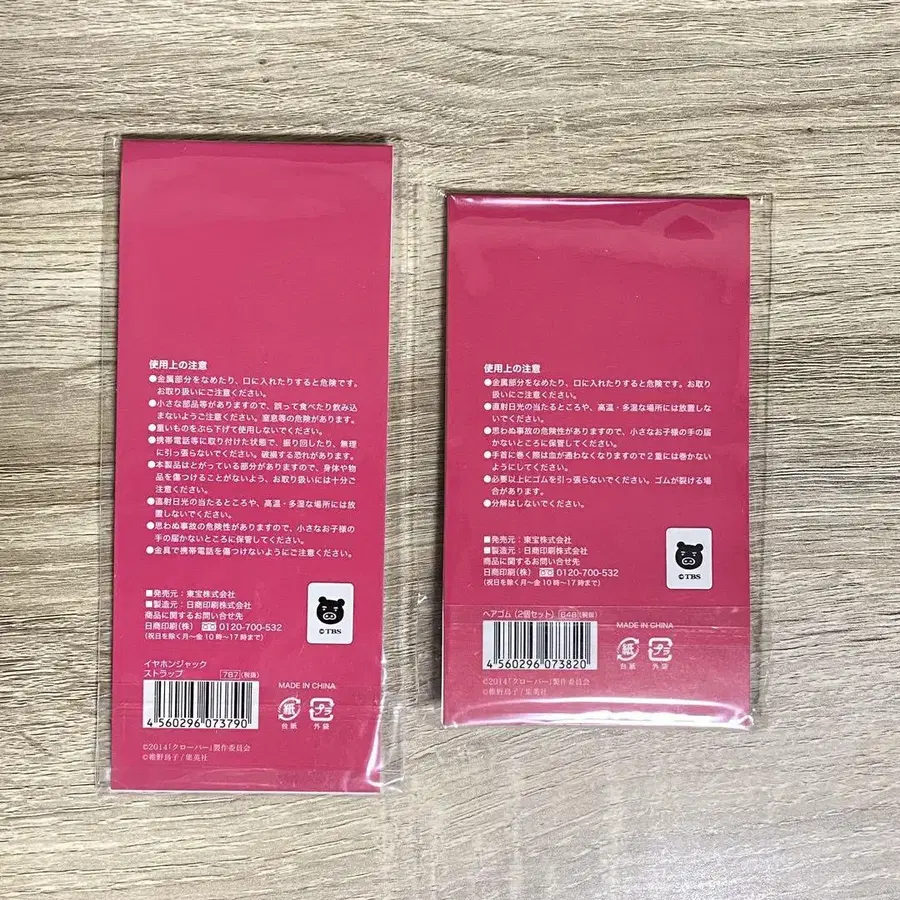 使用上の注意
●金属部分をなめたり、口に入れたりすると危険です。
お取り扱いにご注意ください。
●小さな部品等がありますので、誤って食べたり飲み込
まないようご注意ください。窒息等の危険があります。
●重いものをぶら下げて使用しないでください。
●携帯電話等に取り付けた状態で、振り回したり、無理
に引っ張らないでください。破損する恐れがあります。
●本製品はとがっている部分がありますので、身体や物
品を傷つけることがないよう、お取り扱いには十分ご
注意ください。
●直射日光の当たるところや、高温・多湿な場所には放
置しないでください。
●思わぬ事故の危険性がありますので、小さなお子様の
手の届かないところに保管してください。
●金具で携帯電話を傷つけないようにご注意ください。
■発売元：東宝株式会社
■製造元：日商印刷株式会社
商品に関するお問い合せ先
日商印刷(株) 0120-700-532
(祝日を除く月〜金 10時〜17時まで)
©TBS
イヤホンジャック
ストラップ 787(税抜)
4 560296 073790
MADE IN CHINA
紙 プラ
台紙 外袋
©2014「クローバー」製作委員会
©稚野鳥子/集英社
使用上の注意
●金属部分をなめたり、口に入れたりすると危険です。お取り
扱いにご注意ください。
●直射日光の当たるところや、高温・多湿な場所には放置しな
いでください。
●思わぬ事故の危険性がありますので、小さなお子様の手の届
かないところに保管してください。
●手首に巻く際は血が通わなくなりますので2重には巻かない
ようにしてください。
●必要以上にゴムを引っ張らないでください。ゴムが裂ける場
合があります。
●分解はしないでください。
■発売元：東宝株式会社
■製造元：日商印刷株式会社
商品に関するお問い合せ先
日商印刷(株) 0120-700-532
(祝日を除く月〜金 10時〜17時まで)
©TBS
ヘアゴム（2個セット） 648(税抜)
4 560296 073820
MADE IN CHINA
紙 プラ
台紙 外袋
©2014「クローバー」製作委員会
©稚野鳥子/集英社